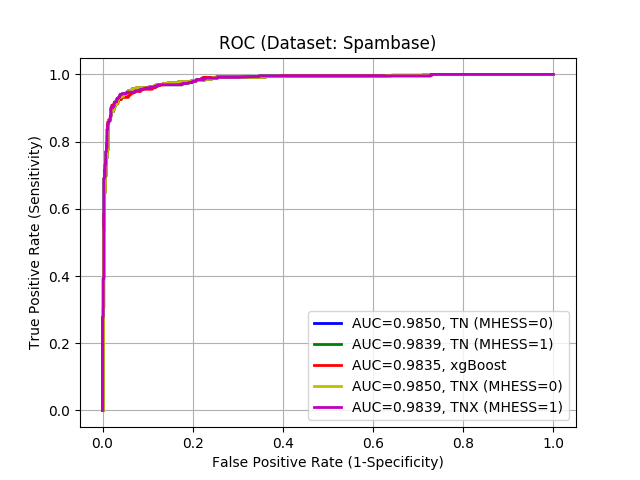 ROC (Dataset: Spambase)
True Positive Rate (Sensitivity)
1.0
0.8
0.6
0.4
0.2
0.0
AUC=0.9850, TN (MHESS=0)
AUC=0.9839, TN (MHESS=1)
AUC=0.9835, xgBoost
AUC=0.9850, TNX (MHESS=0)
AUC=0.9839, TNX (MHESS=1)
0.0 0.2 0.4 0.6 0.8 1.0
False Positive Rate (1-Specificity)